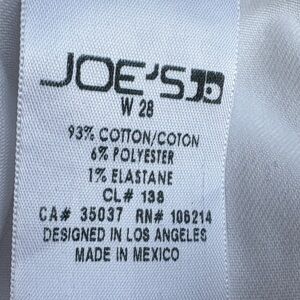 JOE'S
W 28
93% COTTON/COTON
6% POLYESTER
1% ELASTANE
CL# 138
CA# 35037 RN# 106214
DESIGNED IN LOS ANGELES
MADE IN MEXICO